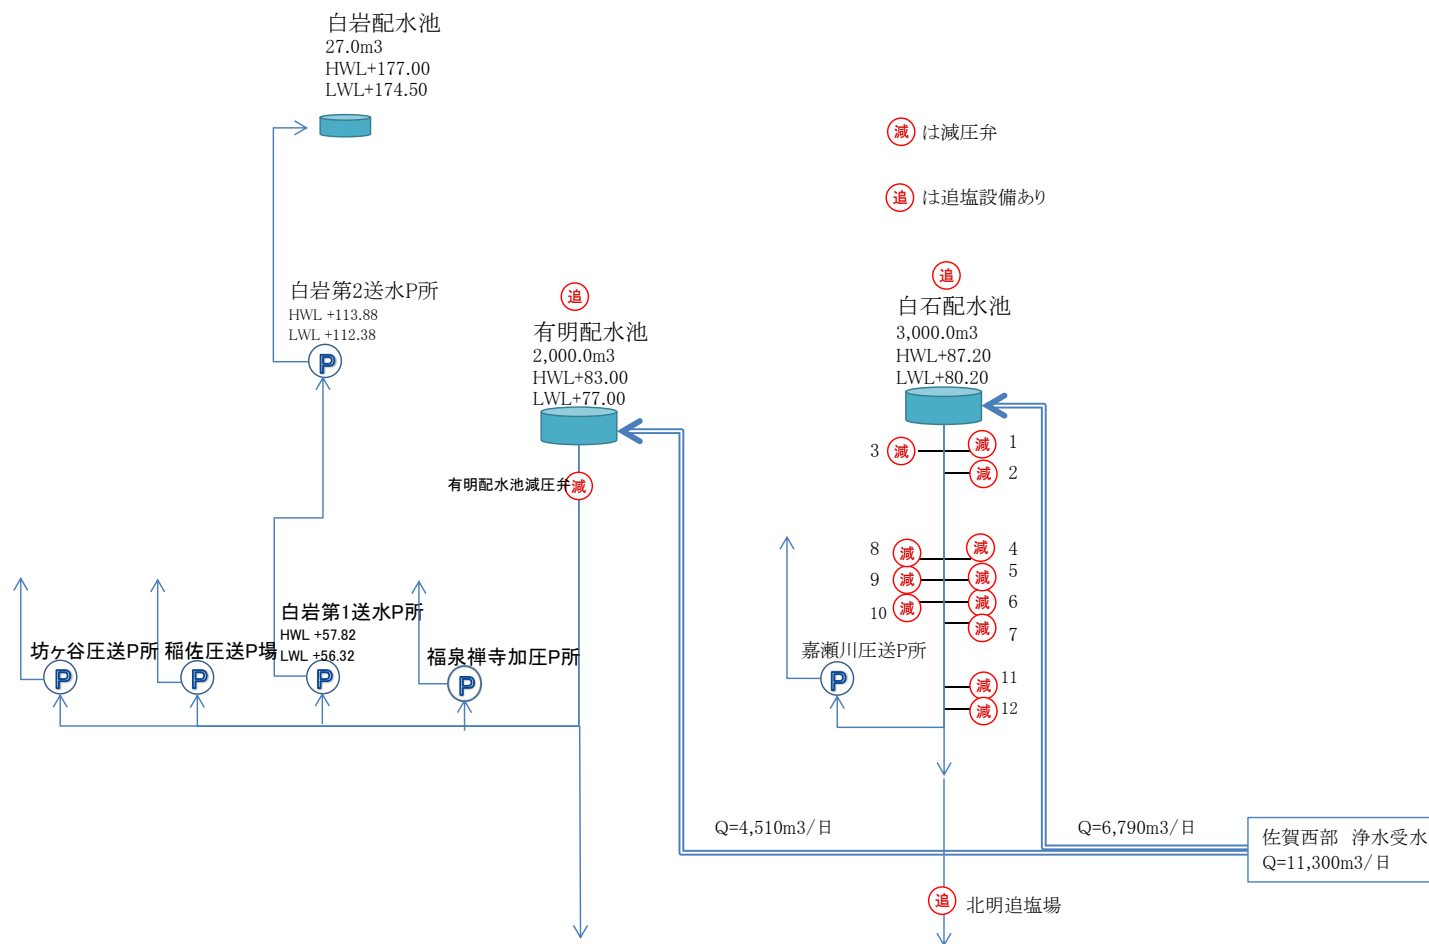 白岩配水池
27.0m3
HWL+177.00
LWL+174.50
減 は減圧弁
追 は追塩設備あり
白岩第2送水P所
HWL +113.88
LWL +112.38
P
追
有明配水池
2,000.0m3
HWL+83.00
LWL+77.00
有明配水池減圧弁 減
追
白石配水池
3,000.0m3
HWL+87.20
LWL+80.20
3 減 減 1
減 2
8 減 減 4
9 減 減 5
10 減 減 6
減 7
減 11
減 12
坊ヶ谷圧送P所
P
稲佐圧送P場
P
白岩第1送水P所
HWL +57.82
LWL +56.32
P
福泉禅寺加圧P所
P
嘉瀬川圧送P所
P
Q=4,510m3/日
Q=6,790m3/日
佐賀西部 浄水受水
Q=11,300m3/日
追 北明追塩場